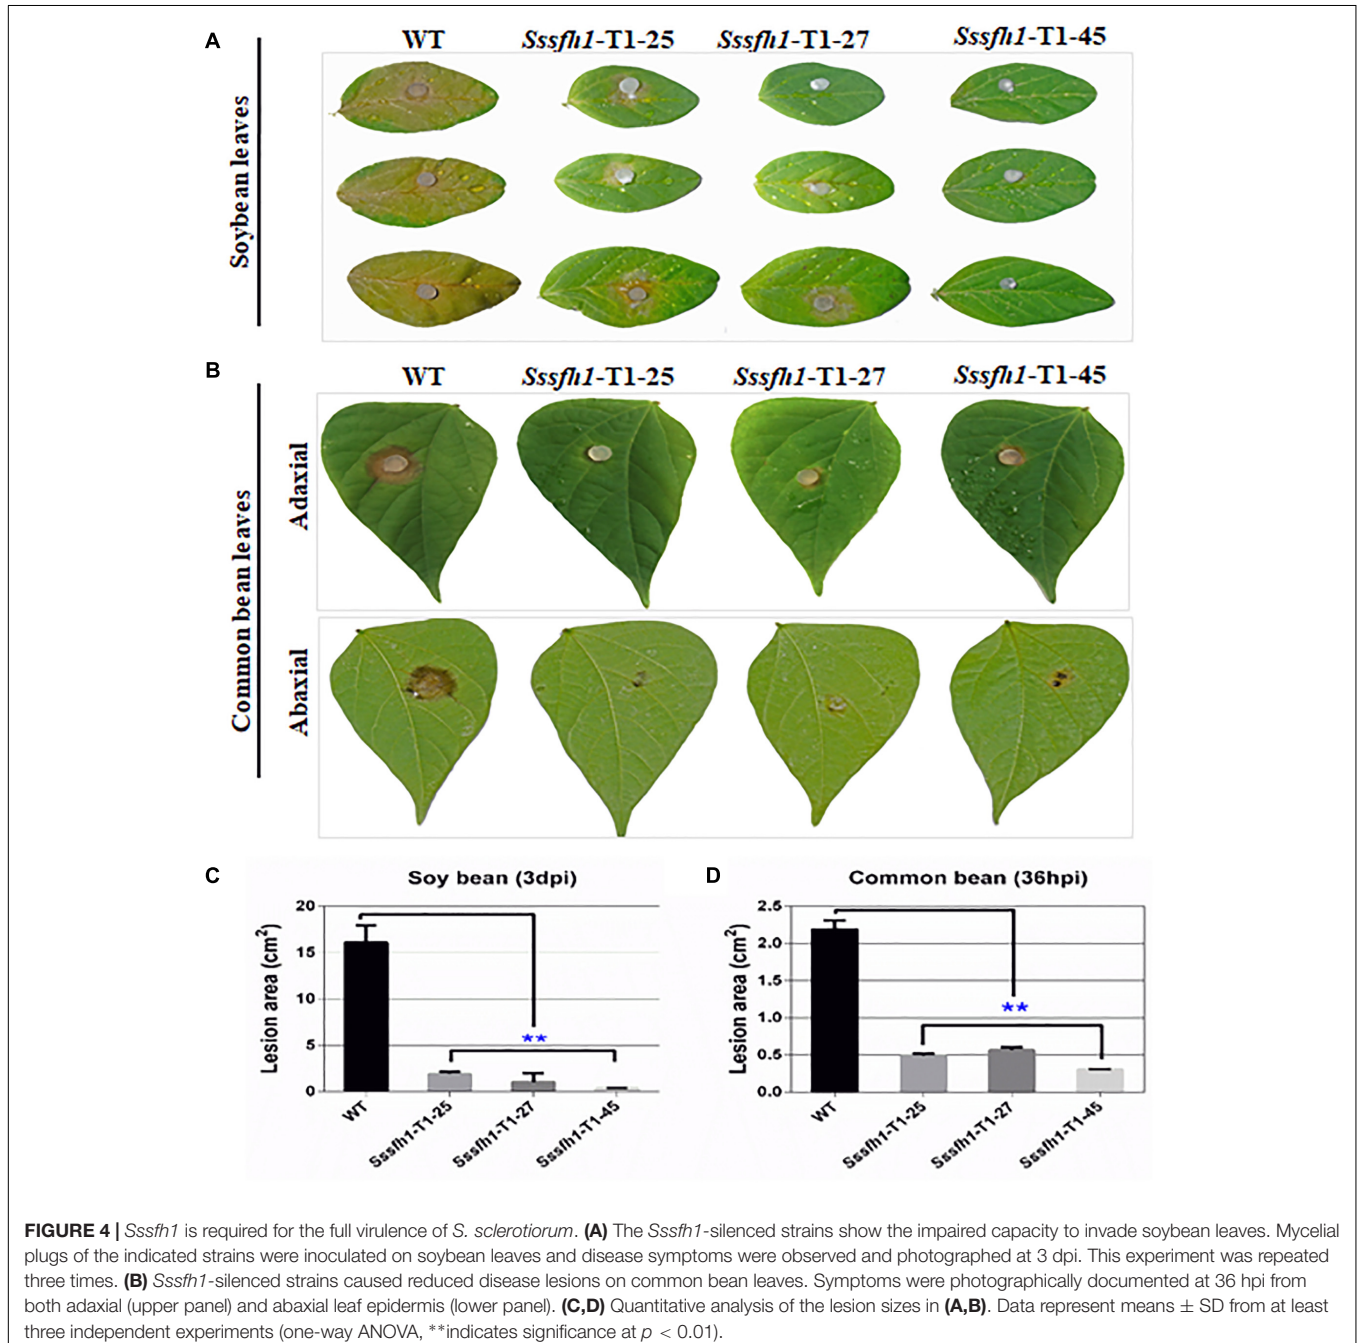 A
WT Sssfh1-T1-25 Sssfh1-T1-27 Sssfh1-T1-45
Soybean leaves
B
WT Sssfh1-T1-25 Sssfh1-T1-27 Sssfh1-T1-45
Common bean leaves
Adaxial
Abaxial
C
Soy bean (3dpi)
Lesion area (cm²)
20
15
10
5
0
**
WT
Sssfh1-T1-25
Sssfh1-T1-27
Sssfh1-T1-45
D
Common bean (36hpi)
Lesion area (cm²)
2.5
2.0
1.5
1.0
0.5
0.0
**
WT
Sssfh1-T1-25
Sssfh1-T1-27
Sssfh1-T1-45
FIGURE 4 | Sssfh1 is required for the full virulence of S. sclerotiorum. (A) The Sssfh1-silenced strains show the impaired capacity to invade soybean leaves. Mycelial
plugs of the indicated strains were inoculated on soybean leaves and disease symptoms were observed and photographed at 3 dpi. This experiment was repeated
three times. (B) Sssfh1-silenced strains caused reduced disease lesions on common bean leaves. Symptoms were photographically documented at 36 hpi from
both adaxial (upper panel) and abaxial leaf epidermis (lower panel). (C,D) Quantitative analysis of the lesion sizes in (A,B). Data represent means ± SD from at least
three independent experiments (one-way ANOVA, **indicates significance at p < 0.01).